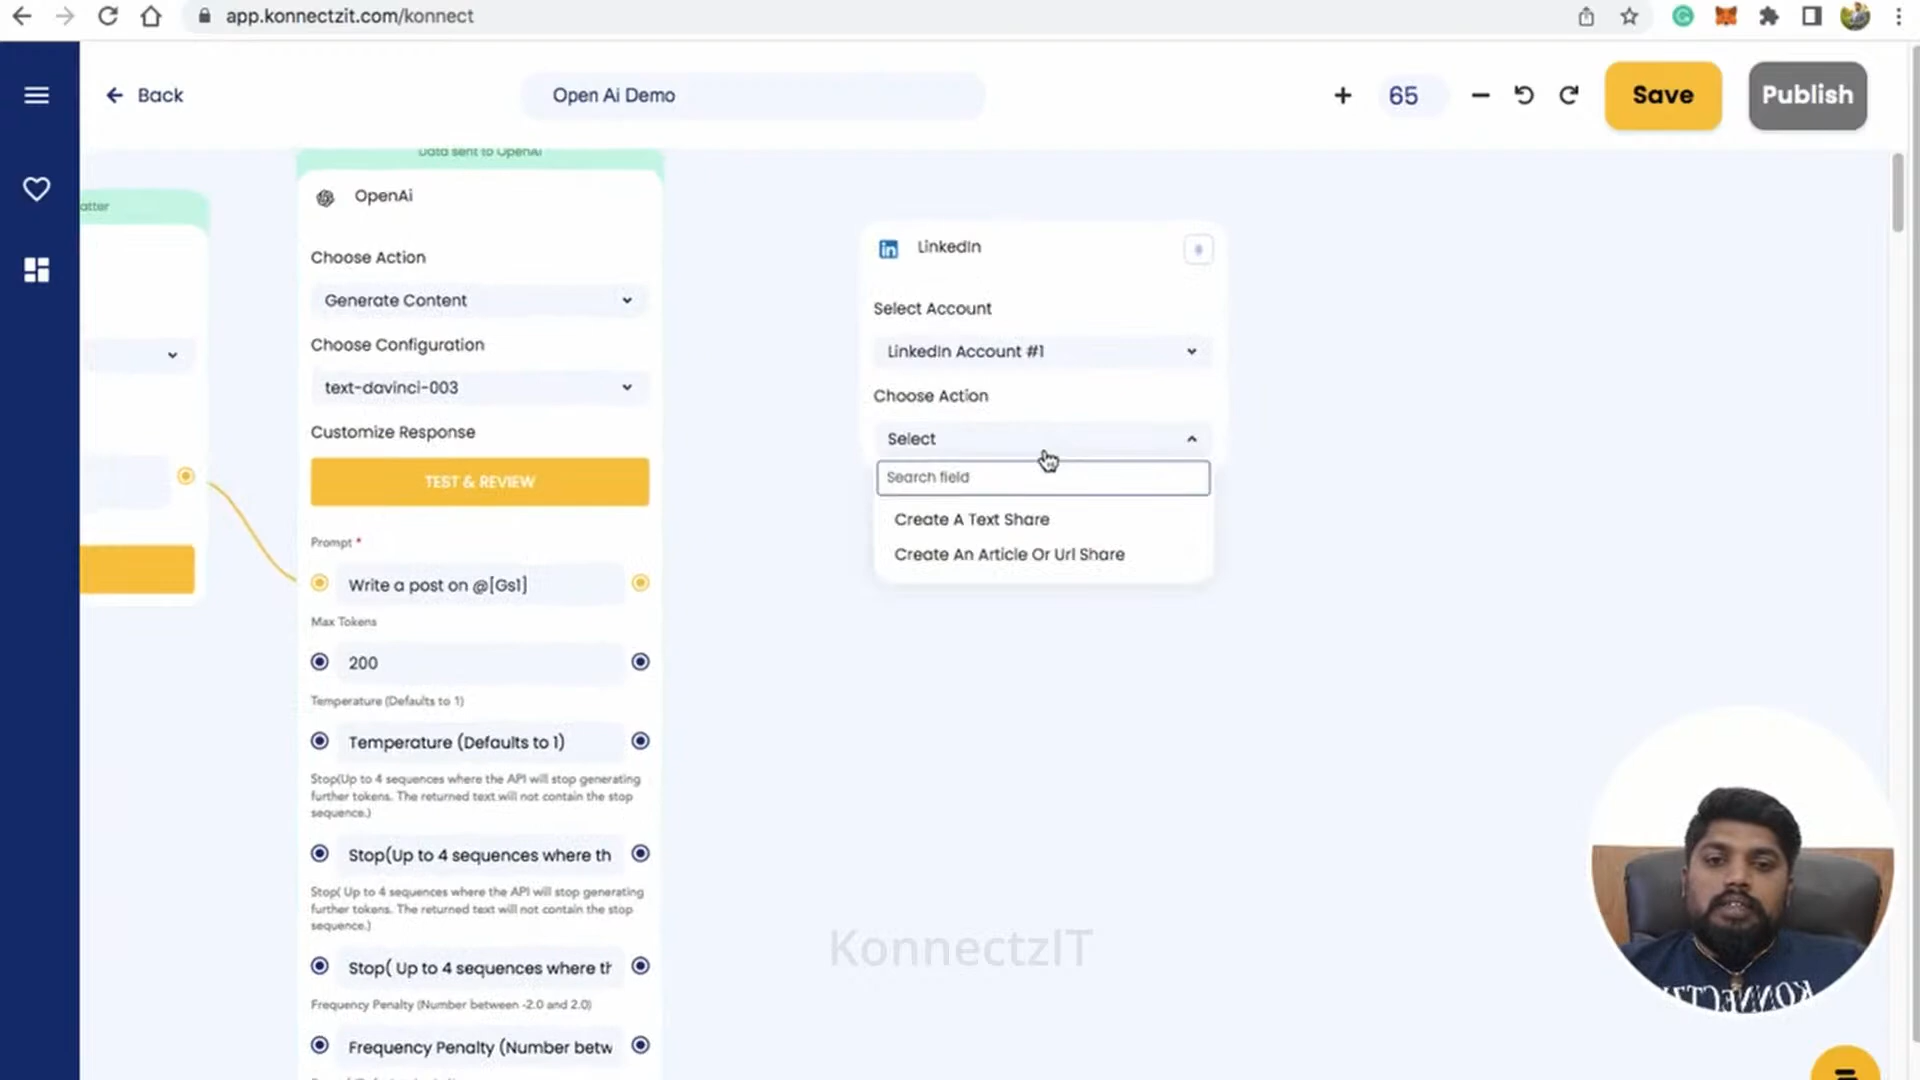 app.konnectzit.com/konnect
Back
Open Ai Demo
65
Save
Publish
Data sent to OpenAI
atter
OpenAi
Choose Action
Generate Content
Choose Configuration
text-davinci-003
Customize Response
TEST & REVIEW
Prompt *
Write a post on @[Gs1]
Max Tokens
200
Temperature (Defaults to 1)
Temperature (Defaults to 1)
Stop(Up to 4 sequences where the API will stop generating
further tokens. The returned text will not contain the stop
sequence.)
Stop(Up to 4 sequences where th
Stop( Up to 4 sequences where the API will stop generating
further tokens. The returned text will not contain the stop
sequence.)
Stop( Up to 4 sequences where th
Frequency Penalty (Number between -2.0 and 2.0)
Frequency Penalty (Number betw
in LinkedIn
Select Account
LinkedIn Account #1
Choose Action
Select
Search field
Create A Text Share
Create An Article Or Url Share
KonnectzIT